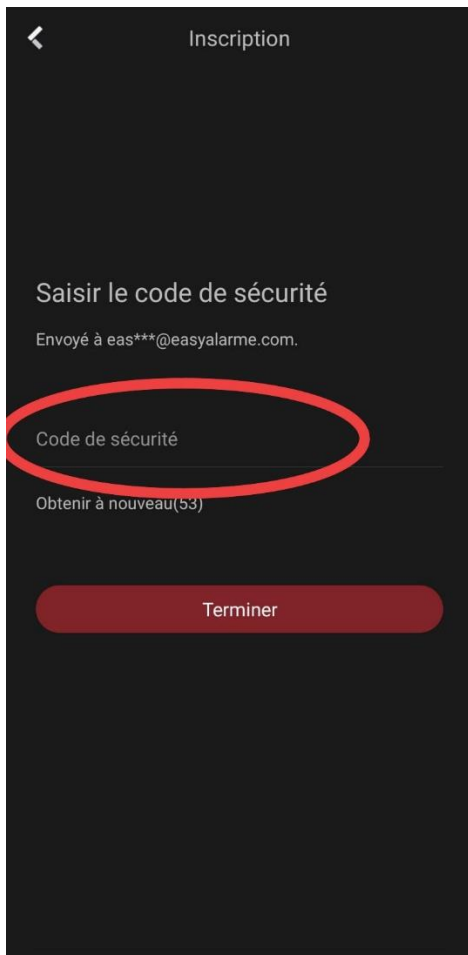 Inscription
Saisir le code de sécurité
Envoyé à eas***@easyalarme.com.
Code de sécurité
Obtenir à nouveau(53)
Terminer